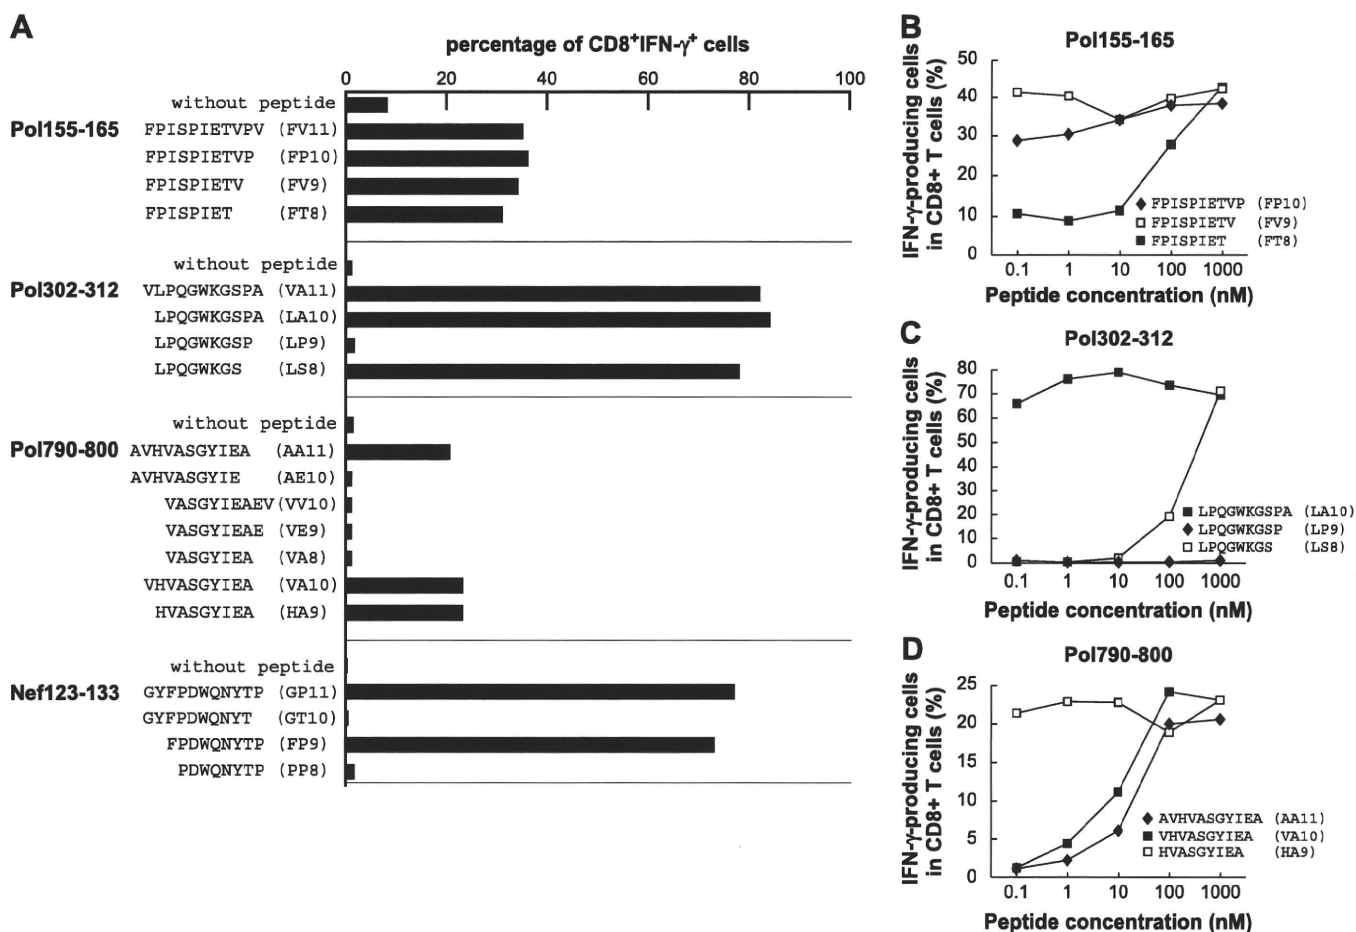 A
percentage of CD8+IFN-γ+ cells
0 20 40 60 80 100
without peptide
Pol155-165 FPISPIETVPV (FV11)
FPISPIETVP (FP10)
FPISPIETV (FV9)
FPISPIET (FT8)
without peptide
Pol302-312 VLPQGWKGSPA (VA11)
LPQGWKGSPA (LA10)
LPQGWKGSP (LP9)
LPQGWKGS (LS8)
without peptide
Pol790-800 AVHVASGYIEA (AA11)
AVHVASGYIE (AE10)
VASGYIEAEV (VV10)
VASGYIEAE (VE9)
VASGYIEA (VA8)
VHVASGYIEA (VA10)
HVASGYIEA (HA9)
without peptide
Nef123-133 GYFPDWQNYTP (GP11)
GYFPDWQNYT (GT10)
FPDWQNYTP (FP9)
PDWQNYTP (PP8)
B
Pol155-165
IFN-γ-producing cells
in CD8+ T cells (%)
50
40
30
20
10
0
FPISPIETVP (FP10)
FPISPIETV (FV9)
FPISPIET (FT8)
0.1 1 10 100 1000
Peptide concentration (nM)
C
Pol302-312
IFN-γ-producing cells
in CD8+ T cells (%)
80
70
60
50
40
30
20
10
0
LPQGWKGSPA (LA10)
LPQGWKGSP (LP9)
LPQGWKGS (LS8)
0.1 1 10 100 1000
Peptide concentration (nM)
D
Pol790-800
IFN-γ-producing cells
in CD8+ T cells (%)
25
20
15
10
5
0
AVHVASGYIEA (AA11)
VHVASGYIEA (VA10)
HVASGYIEA (HA9)
0.1 1 10 100 1000
Peptide concentration (nM)